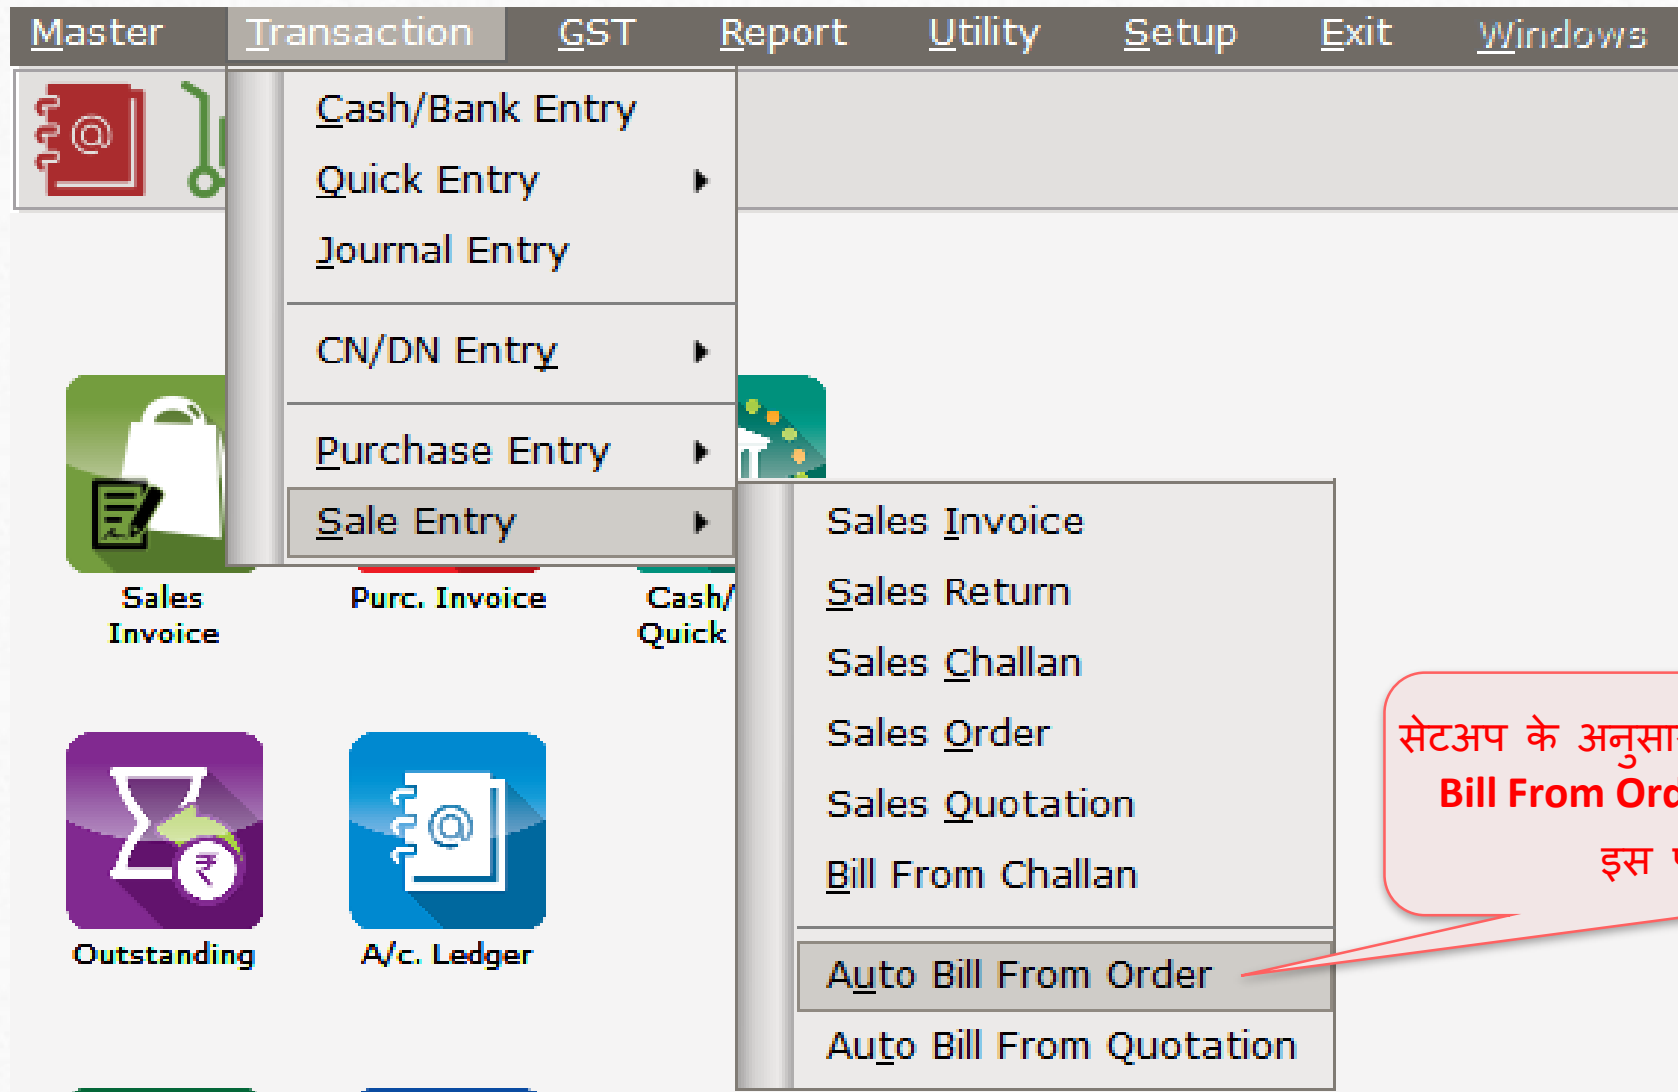 Master Transaction GST Report Utility Setup Exit Windows
Cash/Bank Entry
Quick Entry
Journal Entry
CN/DN Entry
Purchase Entry
Sale Entry
Sales Invoice
Sales Return
Sales Challan
Sales Order
Sales Quotation
Bill From Challan
Auto Bill From Order
Auto Bill From Quotation
Sales
Invoice
Purc. Invoice
Cash/
Quick
Outstanding
A/c. Ledger
सेटअप के
Bill From
इस